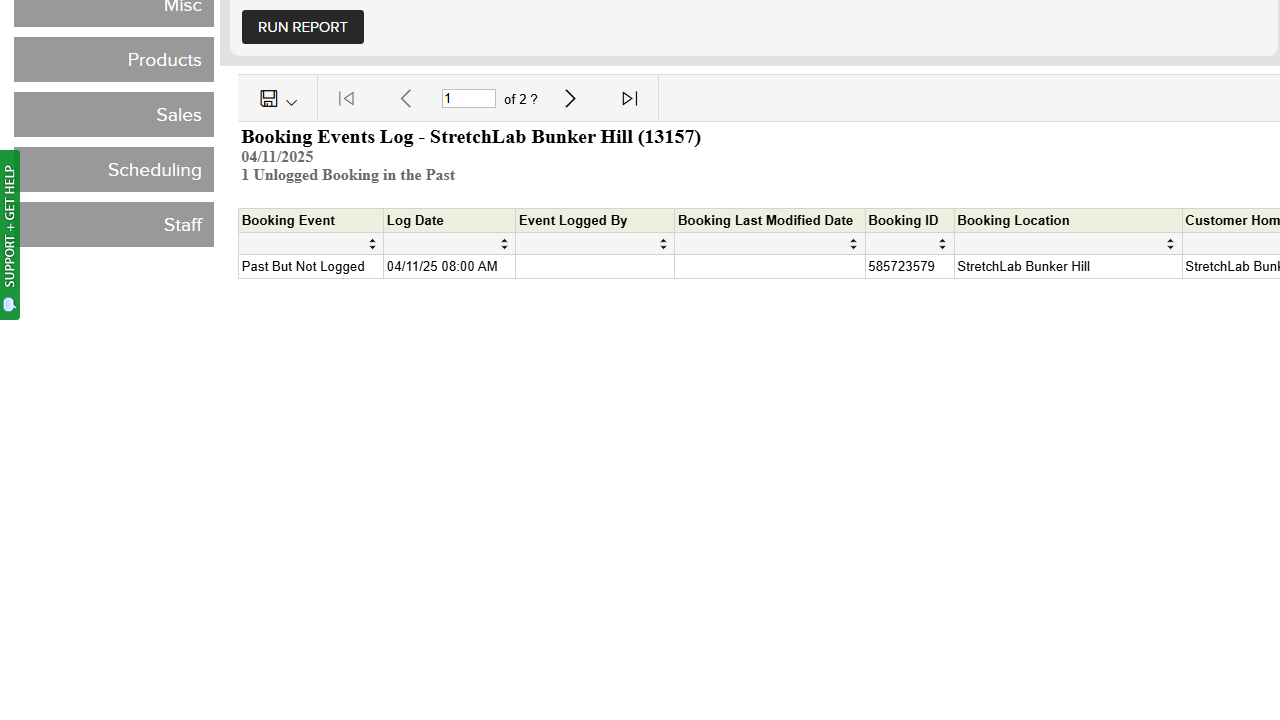 Misc
Products
Sales
Scheduling
Staff
SUPPORT + GET HELP
RUN REPORT
1 of 2 ?
Booking Events Log - StretchLab Bunker Hill (13157)
04/11/2025
1 Unlogged Booking in the Past
Booking Event Log Date Event Logged By Booking Last Modified Date Booking ID Booking Location Customer Hom
Past But Not Logged 04/11/25 08:00 AM 585723579 StretchLab Bunker Hill StretchLab Bunk